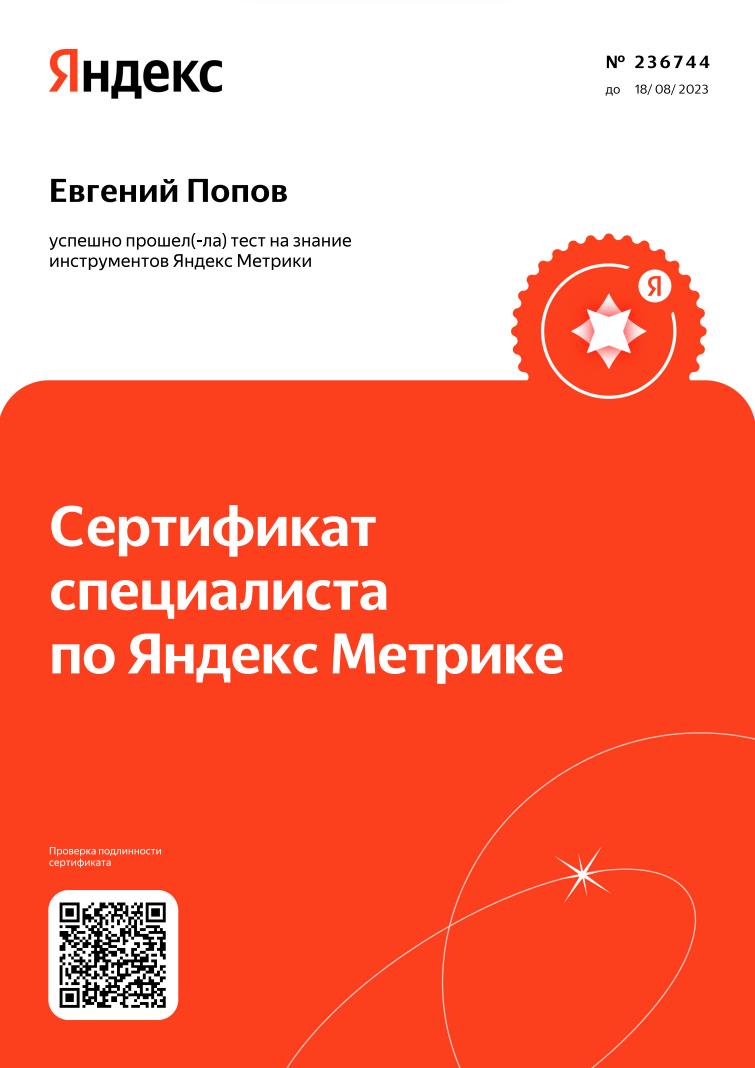 Яндекс
№ 236744
до 18/ 08/ 2023
Евгений Попов
успешно прошел(-ла) тест на знание
инструментов Яндекс Метрики
Я
Сертификат
специалиста
по Яндекс Метрике
Проверка подлинности
сертификата